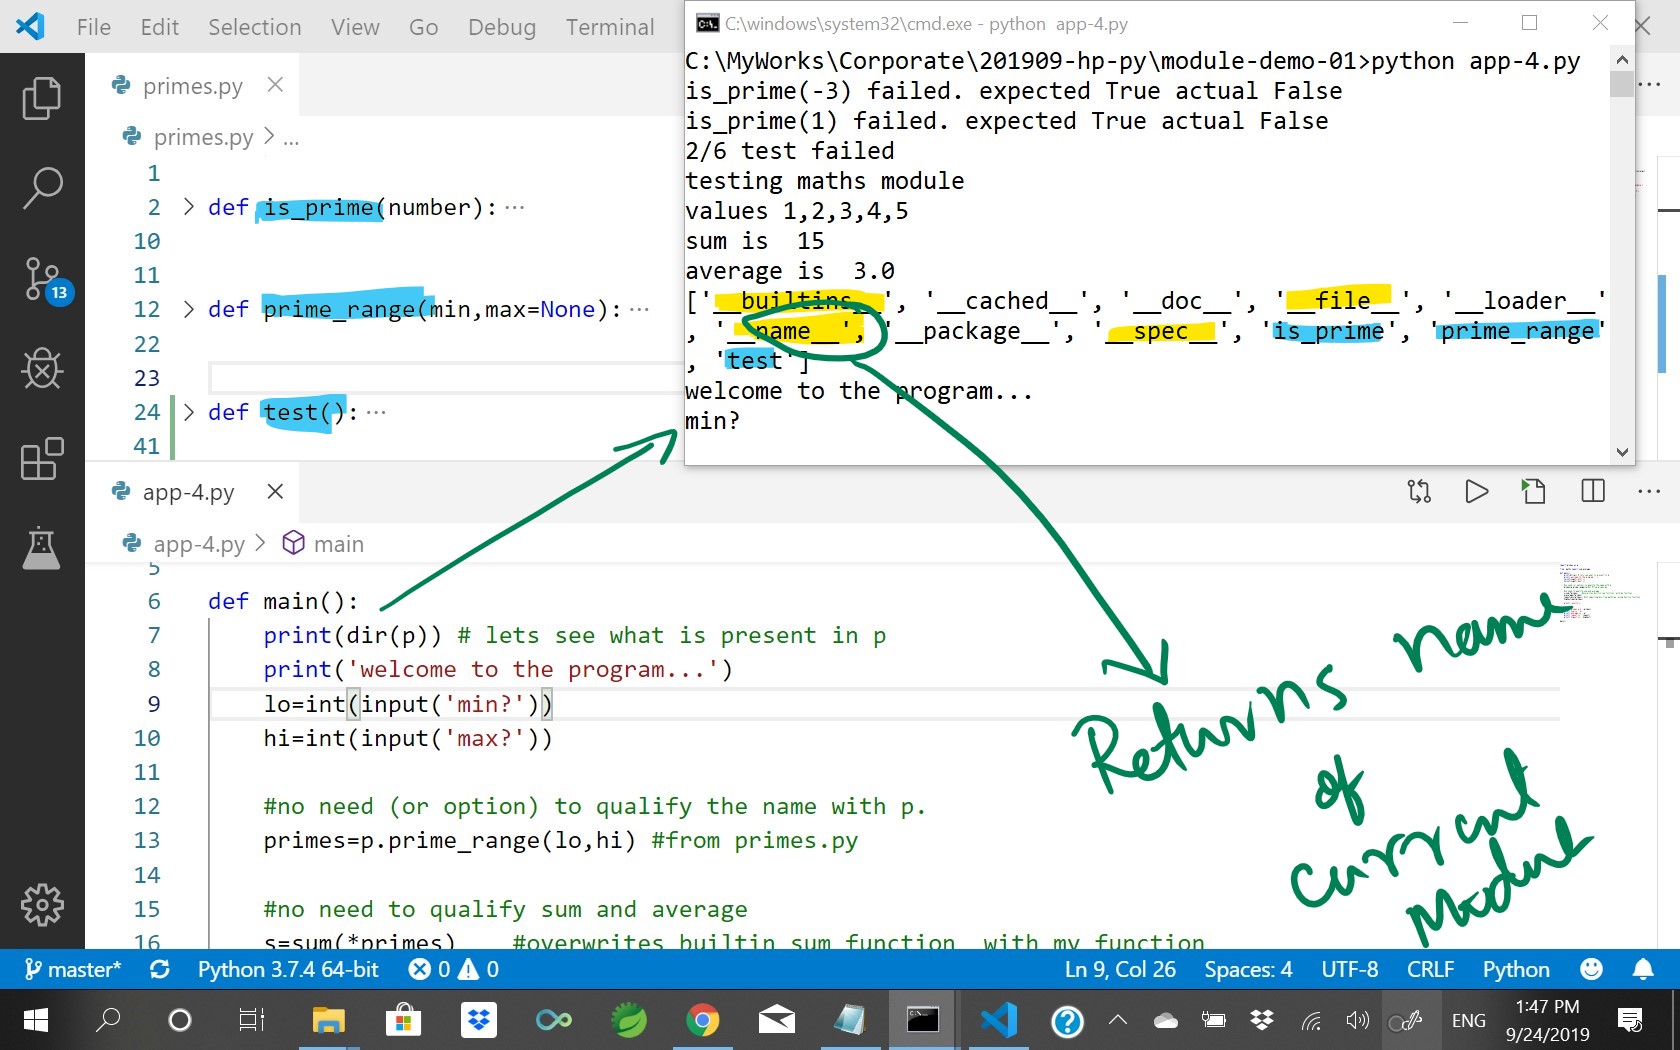 File Edit Selection View Go Debug Terminal
C:\windows\system32\cmd.exe - python  app-4.py
primes.py
primes.py > ...
1
2 > def is_prime(number): ...
10
11
12 > def prime_range(min,max=None): ...
22
23
24 > def test(): ...
41
13
C:\MyWorks\Corporate\201909-hp-py\module-demo-01>python app-4.py
is_prime(-3) failed. expected True actual False
is_prime(1) failed. expected True actual False
2/6 test failed
testing maths module
values 1,2,3,4,5
sum is  15
average is  3.0
['__builtins__', '__cached__', '__doc__', '__file__', '__loader__'
, '__name__', '__package__', '__spec__', 'is_prime', 'prime_range'
, 'test']
welcome to the program...
min?
app-4.py
app-4.py > main
5
6 def main():
7 print(dir(p)) # lets see what is present in p
8 print('welcome to the program...')
9 lo=int(input('min?'))
10 hi=int(input('max?'))
11
12 #no need (or option) to qualify the name with p.
13 primes=p.prime_range(lo,hi) #from primes.py
14
15 #no need to qualify sum and average
16 s=sum(*primes)    #overwrites builtin sum function  with my function
Returns name
of
current
Module
master* Python 3.7.4 64-bit 0 0 Ln 9, Col 26 Spaces: 4 UTF-8 CRLF Python
ENG 1:47 PM
9/24/2019